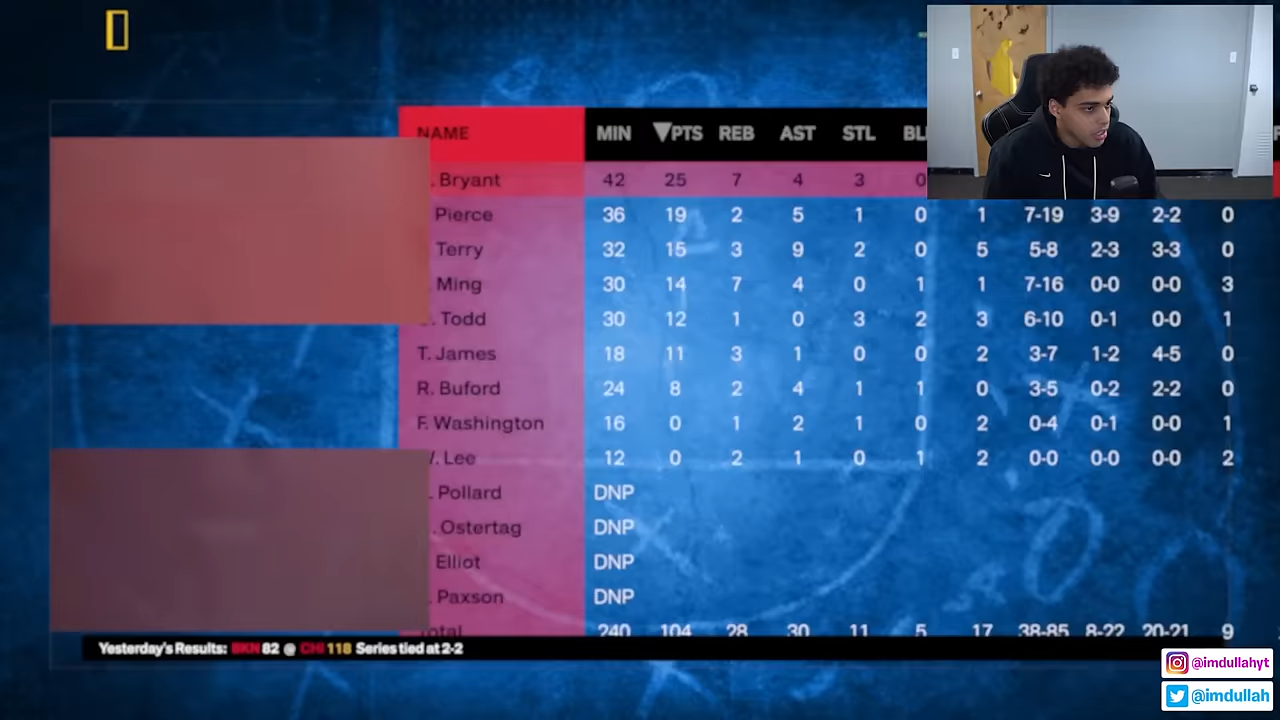 NAME MIN ▼PTS REB AST STL
. Bryant 42 25 7 4 3 0
Pierce 36 19 2 5 1 0 1 7-19 3-9 2-2 0
Terry 32 15 3 9 2 0 5 5-8 2-3 3-3 0
Ming 30 14 7 4 0 1 1 7-16 0-0 0-0 3
. Todd 30 12 1 0 3 2 3 6-10 0-1 0-0 1
T. James 18 11 3 1 0 0 2 3-7 1-2 4-5 0
R. Buford 24 8 2 4 1 1 0 3-5 0-2 2-2 0
F. Washington 16 0 1 2 1 0 2 0-4 0-1 0-0 1
. Lee 12 0 2 1 0 1 2 0-0 0-0 0-0 2
. Pollard DNP
. Ostertag DNP
Elliot DNP
. Paxson DNP
Total 240 104 28 30 11 5 17 38-85 8-22 20-21 9
Yesterday's Results: BKN 82 @ CHI 118 Series tied at 2-2
@imdullahyt
@imdullah